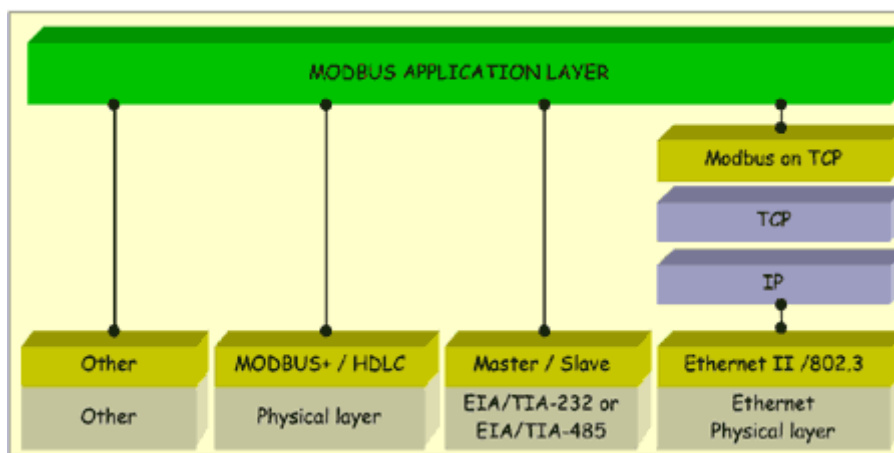 MODBUS APPLICATION LAYER
Modbus on TCP
TCP
IP
Other
MODBUS+ / HDLC
Master / Slave
Ethernet II /802.3
Other
Physical layer
EIA/TIA-232 or
EIA/TIA-485
Ethernet
Physical layer